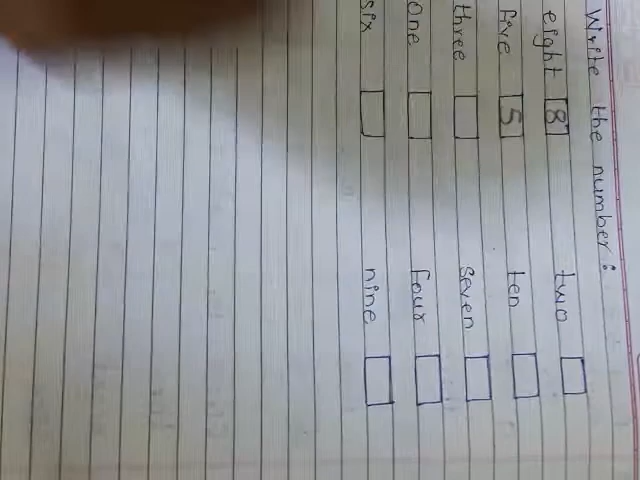 Write the number:
eight 8 two
five 5 ten
three seven
One four
six nine